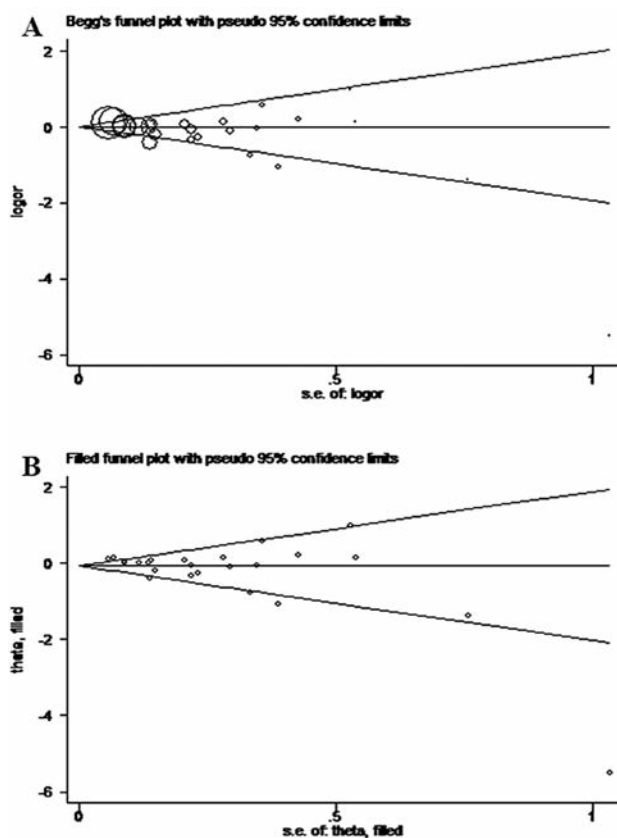 A
Begg's funnel plot with pseudo 95% confidence limits
2
0
-2
-4
-6
logor
0
.5
1
s.e. of: logor
B
Filled funnel plot with pseudo 95% confidence limits
2
0
-2
-4
-6
theta, filled
0
.5
1
s.e. of: theta, filled